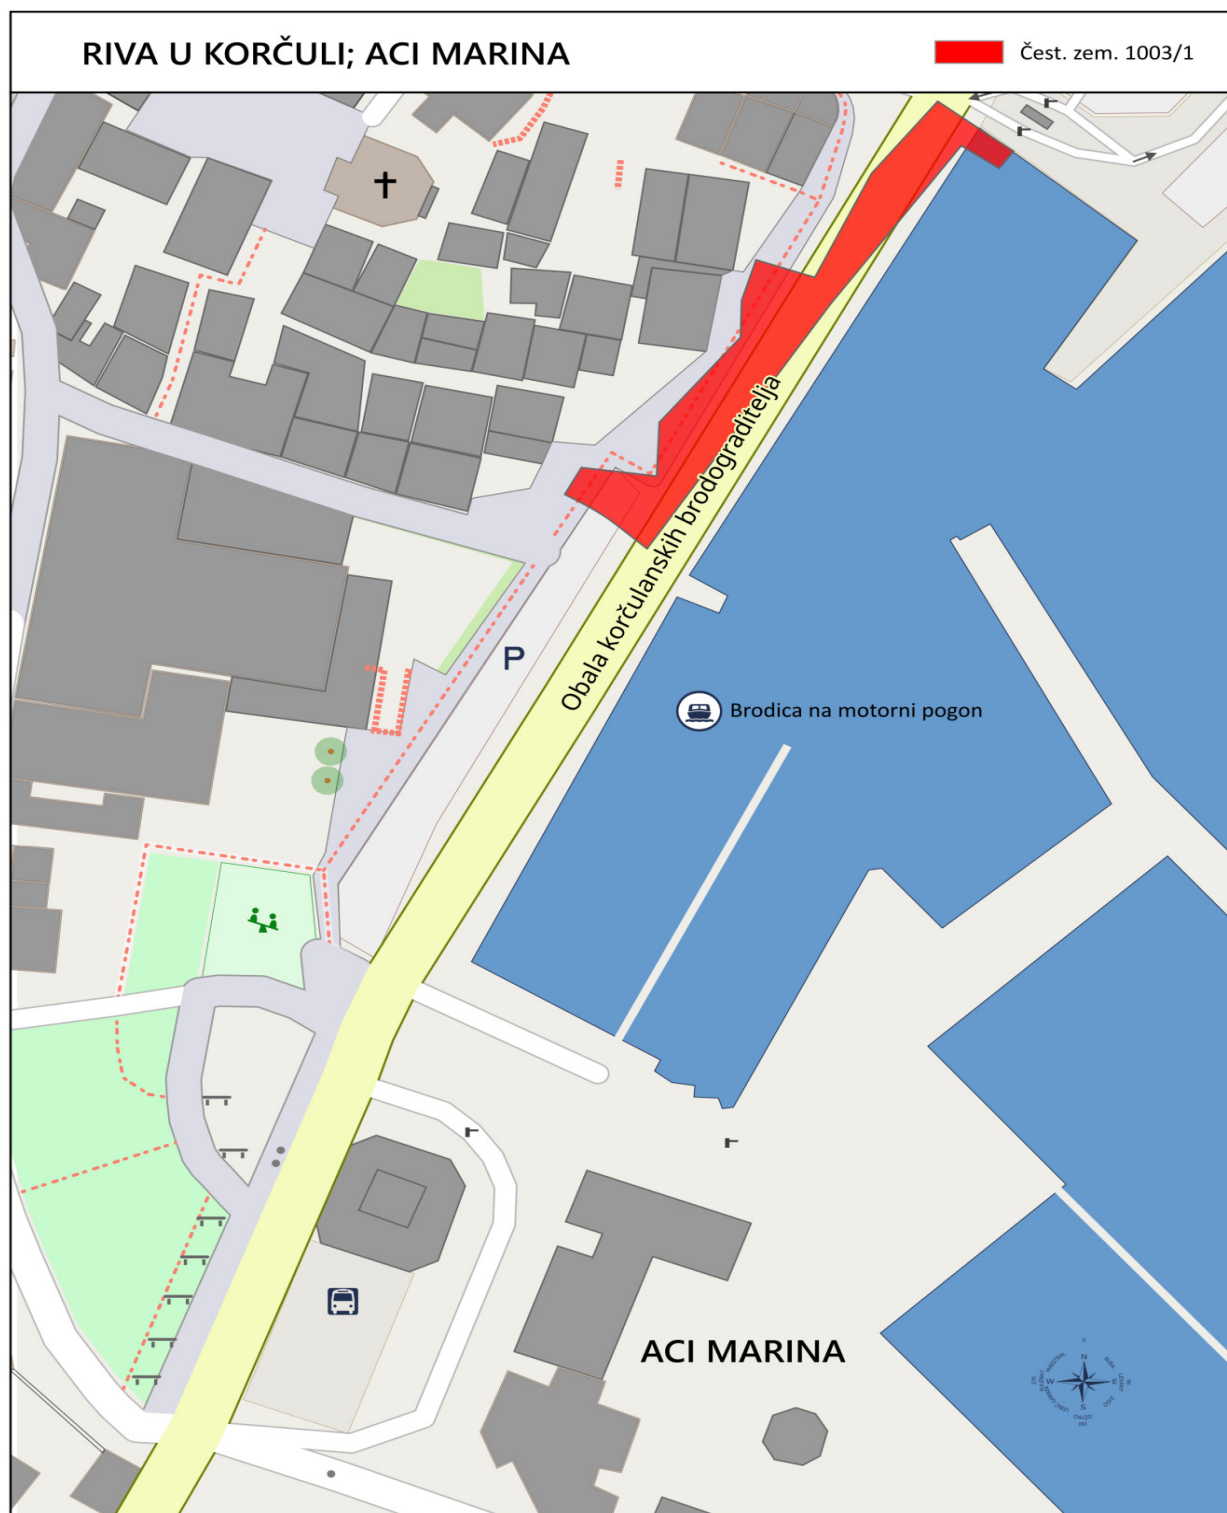 RIVA U KORČULI; ACI MARINA
Čest. zem. 1003/1
Obala korčulanskih brodograditelja
P
Brodica na motorni pogon
ACI MARINA
N
W E
S